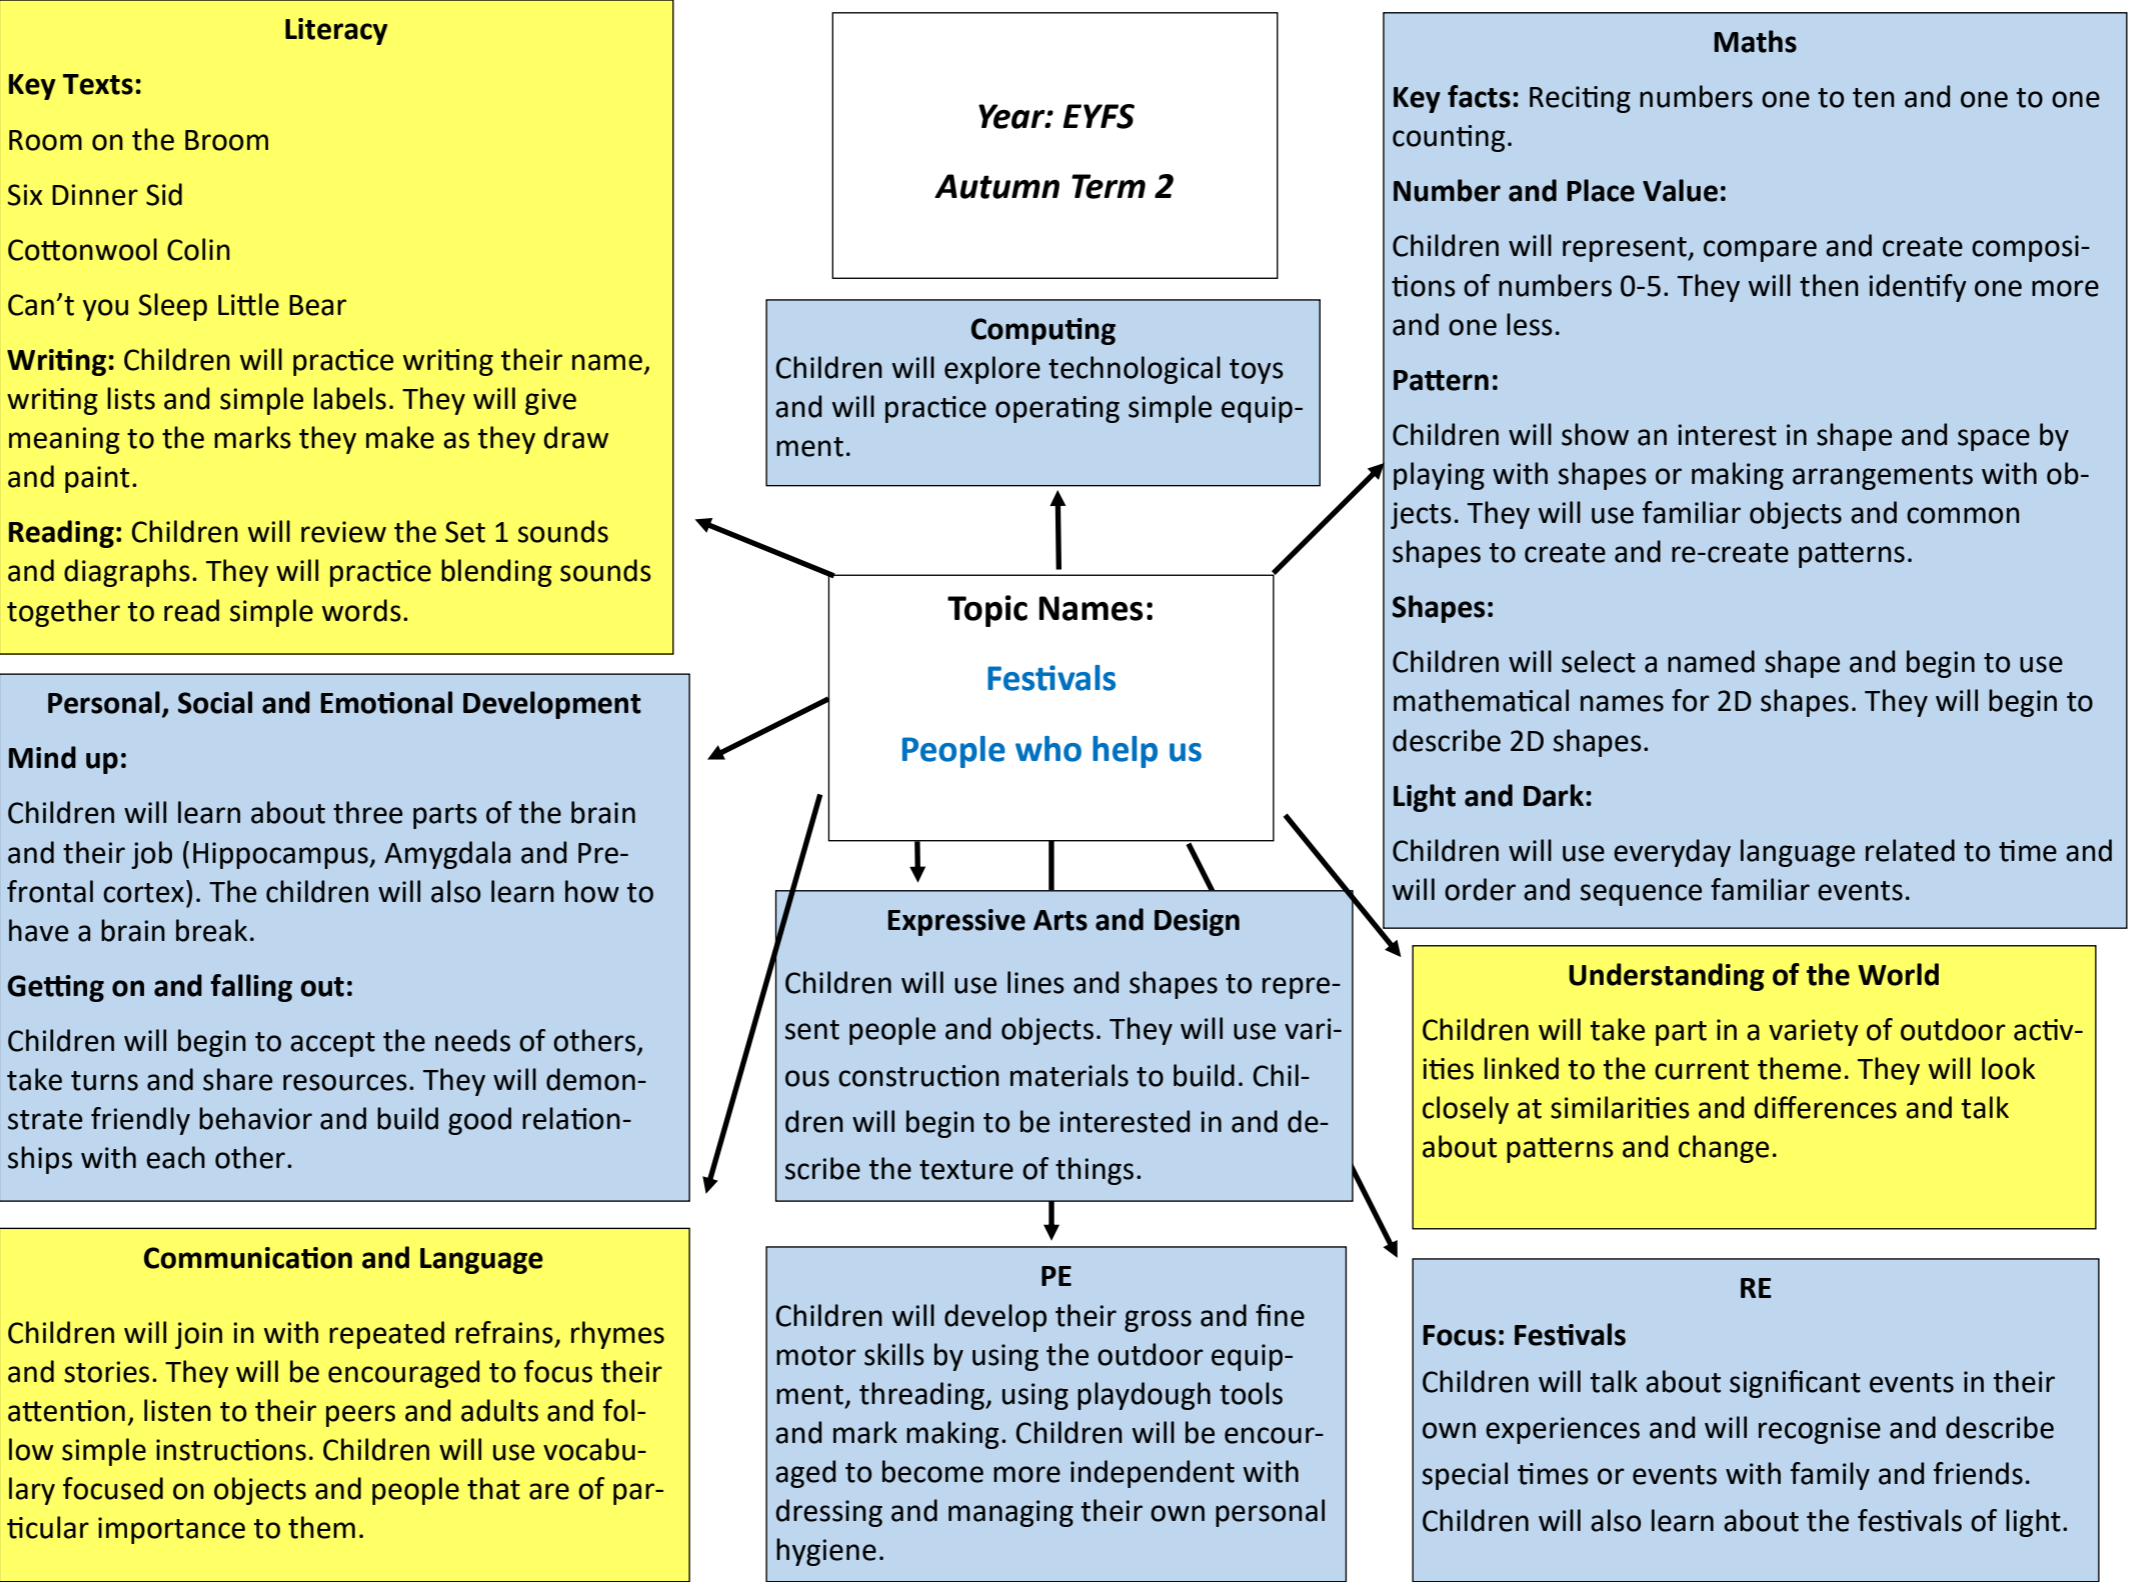 Literacy
Key Texts:
Room on the Broom
Six Dinner Sid
Cottonwool Colin
Can’t you Sleep Little Bear
Writing: Children will practice writing their name,
writing lists and simple labels. They will give
meaning to the marks they make as they draw
and paint.
Reading: Children will review the Set 1 sounds
and diagraphs. They will practice blending sounds
together to read simple words.
Year: EYFS
Autumn Term 2
Computing
Children will explore technological toys
and will practice operating simple equip-
ment.
Maths
Key facts: Reciting numbers one to ten and one to one
counting.
Number and Place Value:
Children will represent, compare and create composi-
tions of numbers 0-5. They will then identify one more
and one less.
Pattern:
Children will show an interest in shape and space by
playing with shapes or making arrangements with ob-
jects. They will use familiar objects and common
shapes to create and re-create patterns.
Shapes:
Children will select a named shape and begin to use
mathematical names for 2D shapes. They will begin to
describe 2D shapes.
Light and Dark:
Children will use everyday language related to time and
will order and sequence familiar events.
Topic Names:
Festivals
People who help us
Personal, Social and Emotional Development
Mind up:
Children will learn about three parts of the brain
and their job (Hippocampus, Amygdala and Pre-
frontal cortex). The children will also learn how to
have a brain break.
Getting on and falling out:
Children will begin to accept the needs of others,
take turns and share resources. They will demon-
strate friendly behavior and build good relation-
ships with each other.
Expressive Arts and Design
Children will use lines and shapes to repre-
sent people and objects. They will use vari-
ous construction materials to build. Chil-
dren will begin to be interested in and de-
scribe the texture of things.
Understanding of the World
Children will take part in a variety of outdoor activ-
ities linked to the current theme. They will look
closely at similarities and differences and talk
about patterns and change.
Communication and Language
Children will join in with repeated refrains, rhymes
and stories. They will be encouraged to focus their
attention, listen to their peers and adults and fol-
low simple instructions. Children will use vocabu-
lary focused on objects and people that are of par-
ticular importance to them.
PE
Children will develop their gross and fine
motor skills by using the outdoor equip-
ment, threading, using playdough tools
and mark making. Children will be encour-
aged to become more independent with
dressing and managing their own personal
hygiene.
RE
Focus: Festivals
Children will talk about significant events in their
own experiences and will recognise and describe
special times or events with family and friends.
Children will also learn about the festivals of light.